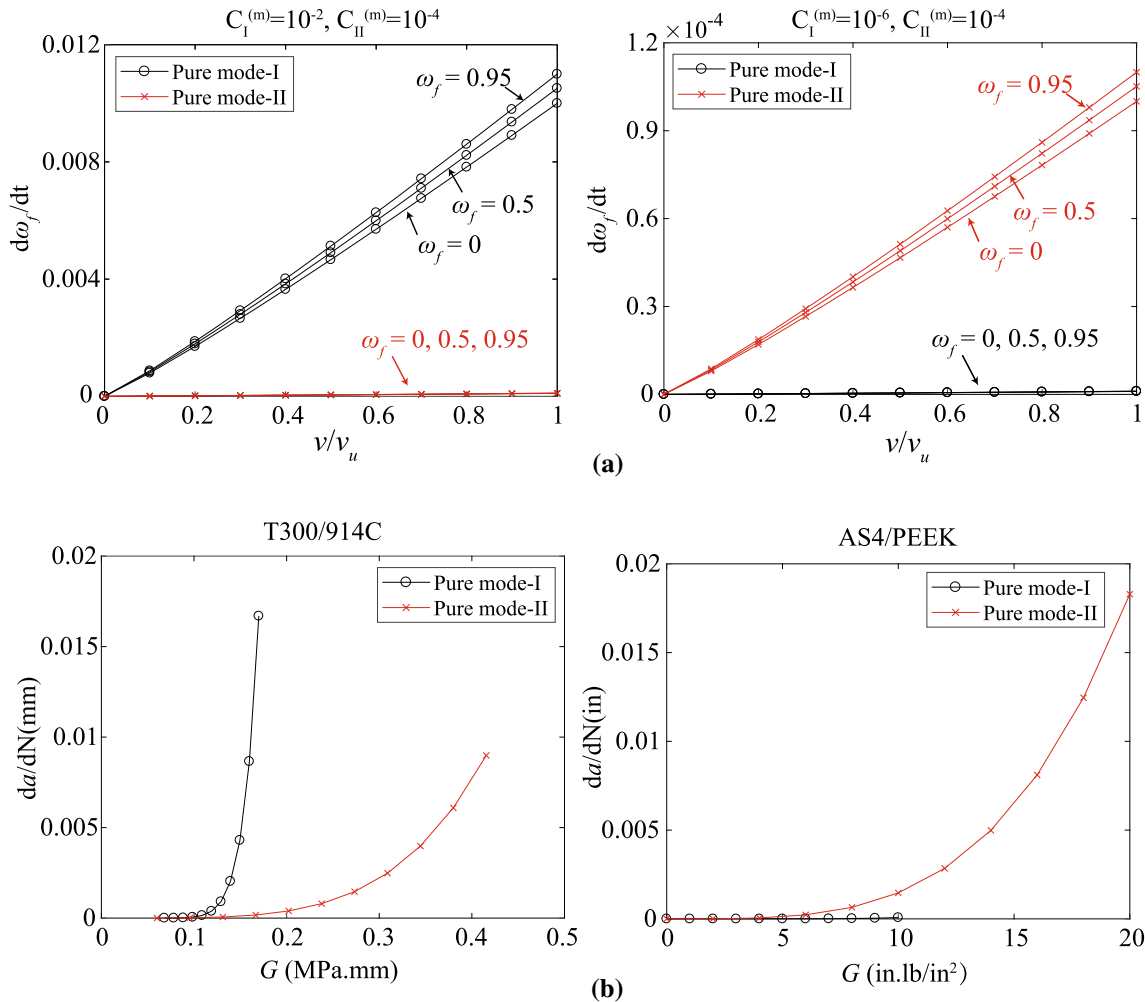 C_I^(m)=10^-2, C_II^(m)=10^-4
0.012
0.008
0.004
0
dω_f/dt
Pure mode-I
Pure mode-II
ω_f = 0.95
ω_f = 0.5
ω_f = 0
ω_f = 0, 0.5, 0.95
0 0.2 0.4 0.6 0.8 1
v/v_u
C_I^(m)=10^-6, C_II^(m)=10^-4
×10^-4
1.2
0.9
0.6
0.3
0
dω_f/dt
Pure mode-I
Pure mode-II
ω_f = 0.95
ω_f = 0.5
ω_f = 0
ω_f = 0, 0.5, 0.95
0 0.2 0.4 0.6 0.8 1
v/v_u
(a)
T300/914C
0.02
0.015
0.01
0.005
0
da/dN(mm)
Pure mode-I
Pure mode-II
0 0.1 0.2 0.3 0.4 0.5
G (MPa.mm)
AS4/PEEK
0.02
0.015
0.01
0.005
0
da/dN(in)
Pure mode-I
Pure mode-II
0 5 10 15 20
G (in.lb/in²)
(b)